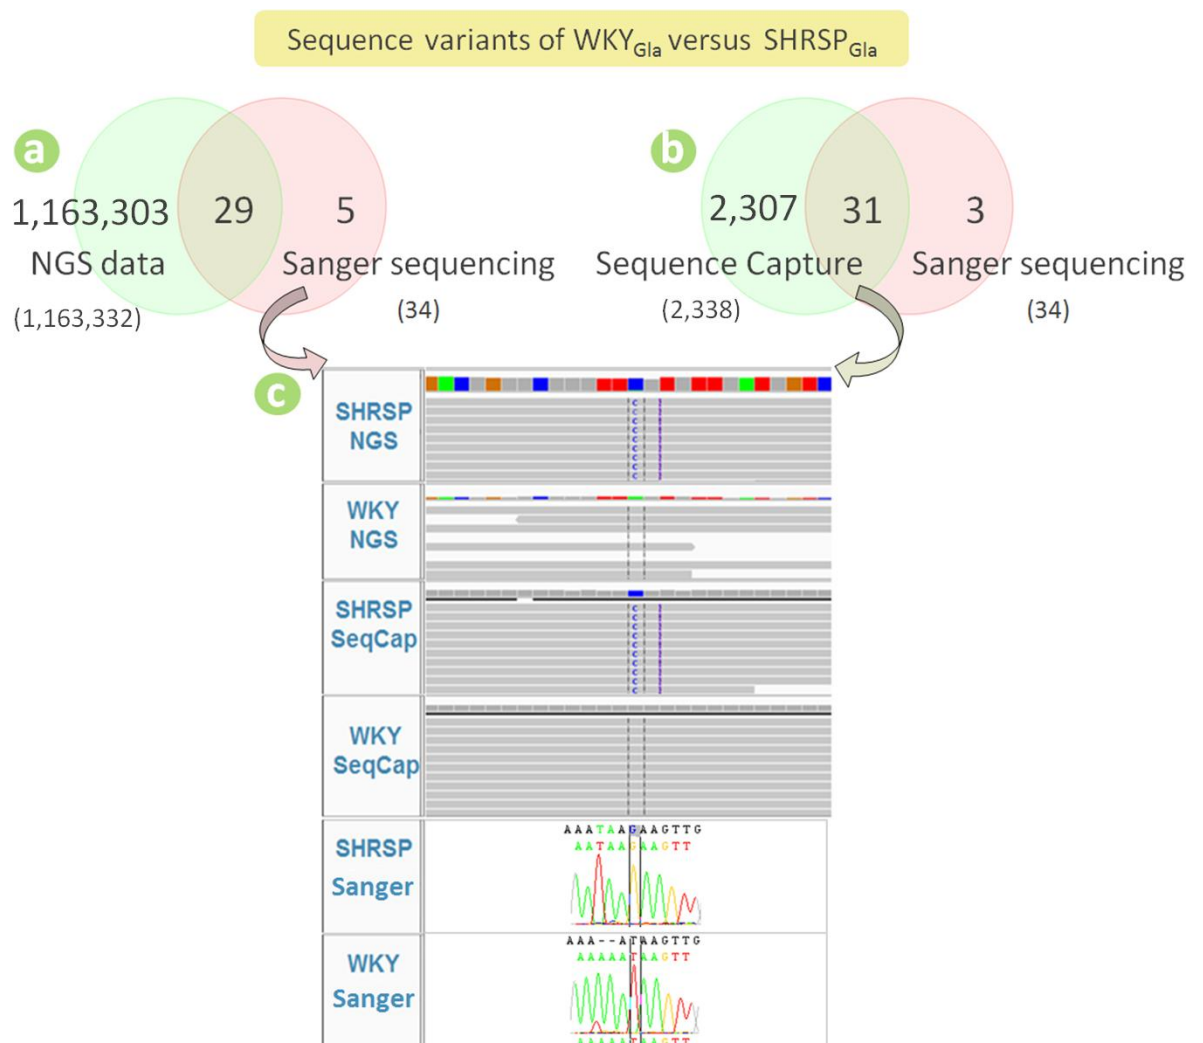 Sequence variants of WKYGla versus SHRSPGla
a
b
1,163,303
29
5
2,307
31
3
NGS data
Sanger sequencing
Sequence Capture
Sanger sequencing
(1,163,332)
(34)
(2,338)
(34)
c
SHRSP
NGS
C
C
C
C
C
C
C
C
C
WKY
NGS
SHRSP
SeqCap
C
C
C
C
C
C
C
C
C
C
WKY
SeqCap
SHRSP
Sanger
AAATAAGAAGTTG
AATAAGAAGTT
WKY
Sanger
AAA--ATAAGTTG
AAAAATAAGTT
AAAAATAAGTT